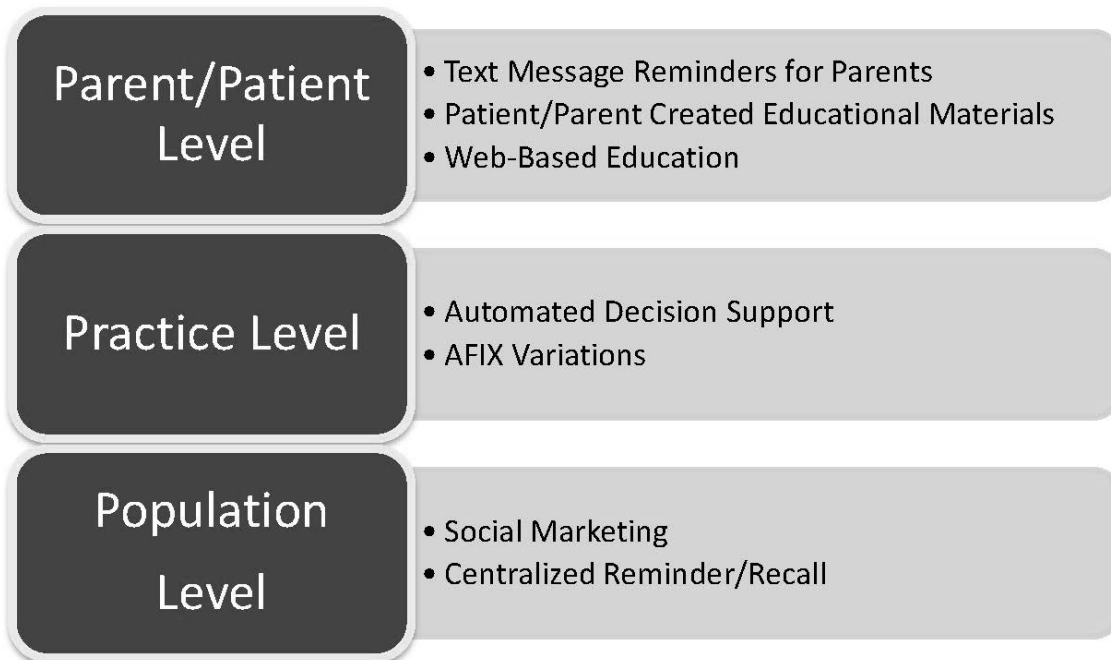 Parent/Patient
Level
• Text Message Reminders for Parents
• Patient/Parent Created Educational Materials
• Web-Based Education
Practice Level
• Automated Decision Support
• AFIX Variations
Population
Level
• Social Marketing
• Centralized Reminder/Recall